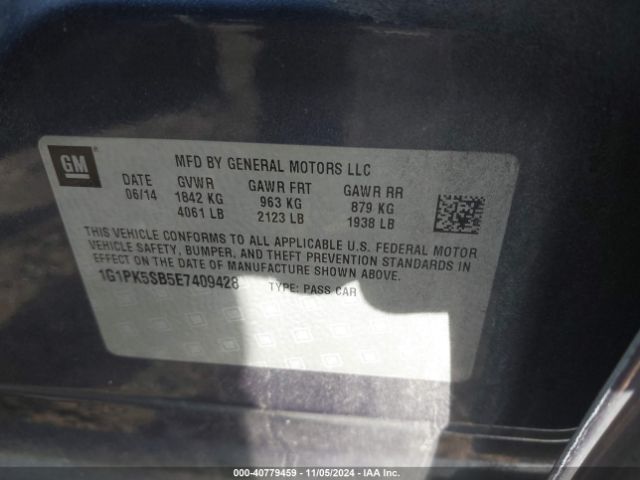 GM
MFD BY GENERAL MOTORS LLC
DATE GVWR GAWR FRT GAWR RR
06/14 1842 KG 963 KG 879 KG
4061 LB 2123 LB 1938 LB
THIS VEHICLE CONFORMS TO ALL APPLICABLE U.S. FEDERAL MOTOR
VEHICLE SAFETY, BUMPER, AND THEFT PREVENTION STANDARDS IN
EFFECT ON THE DATE OF MANUFACTURE SHOWN ABOVE.
1G1PK5SB5E7409428 TYPE: PASS CAR
000-40779459 - 11/05/2024 - IAA Inc.